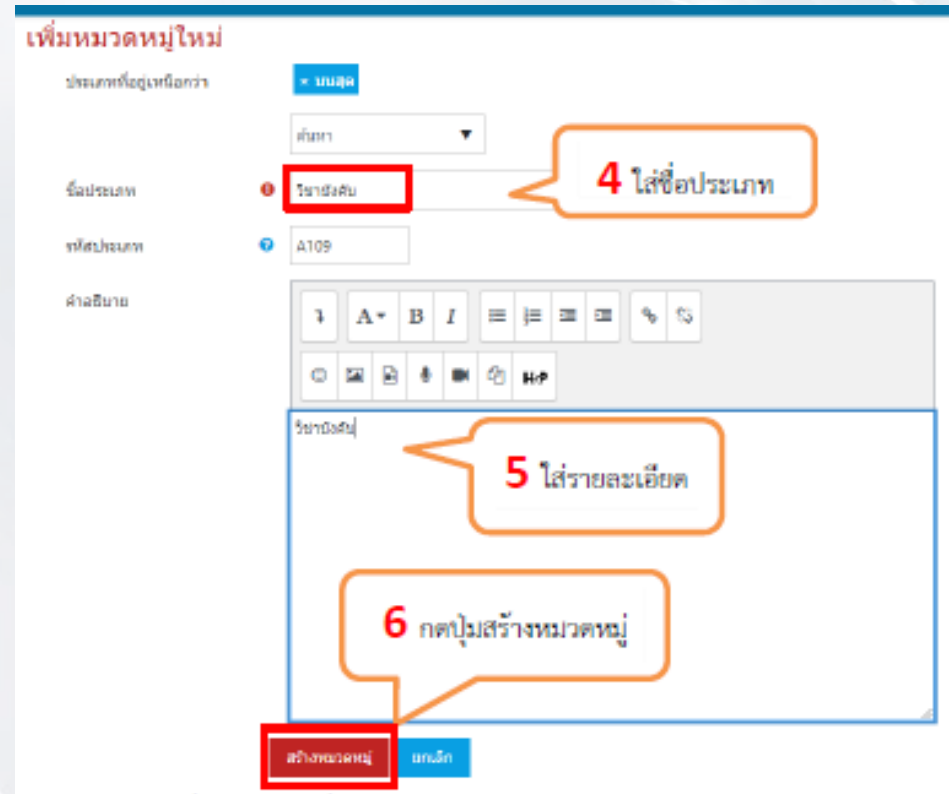 เพิ่มหมวดหมู่ใหม่
ประเภทที่อยู่เหนือกว่า
× บนสุด
ค้นหา ▼
ชื่อประเภท
วิชาบังคับ
4 ใส่ชื่อประเภท
รหัสประเภท
A109
คำอธิบาย
A B I
H-P
วิชาบังคับ
5 ใส่รายละเอียด
6 กดปุ่มสร้างหมวดหมู่
สร้างหมวดหมู่ ยกเลิก